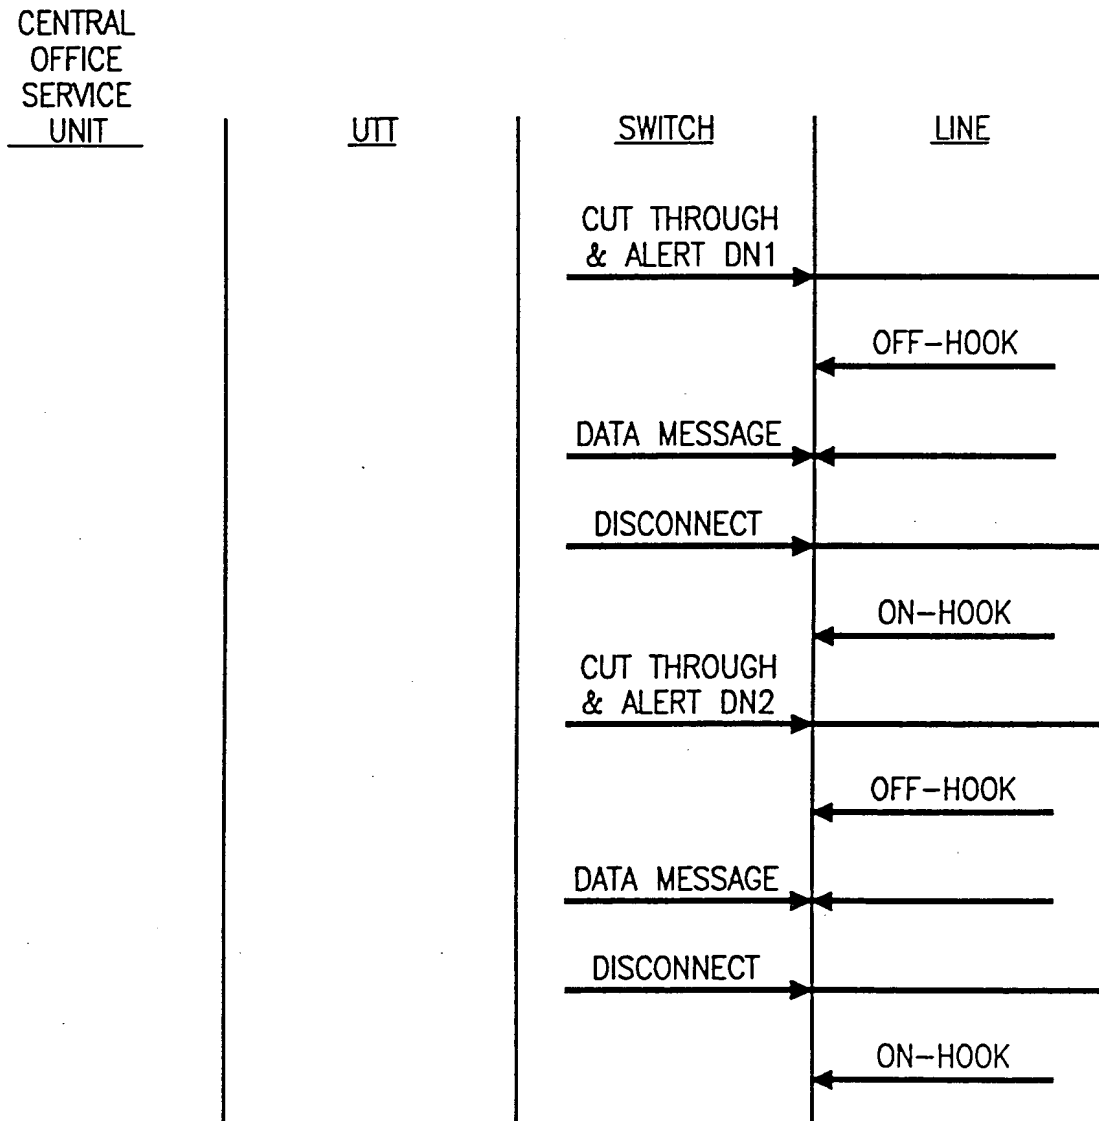 CENTRAL
OFFICE
SERVICE
UNIT
UTT
SWITCH
LINE
CUT THROUGH
& ALERT DN1
OFF-HOOK
DATA MESSAGE
DISCONNECT
ON-HOOK
CUT THROUGH
& ALERT DN2
OFF-HOOK
DATA MESSAGE
DISCONNECT
ON-HOOK